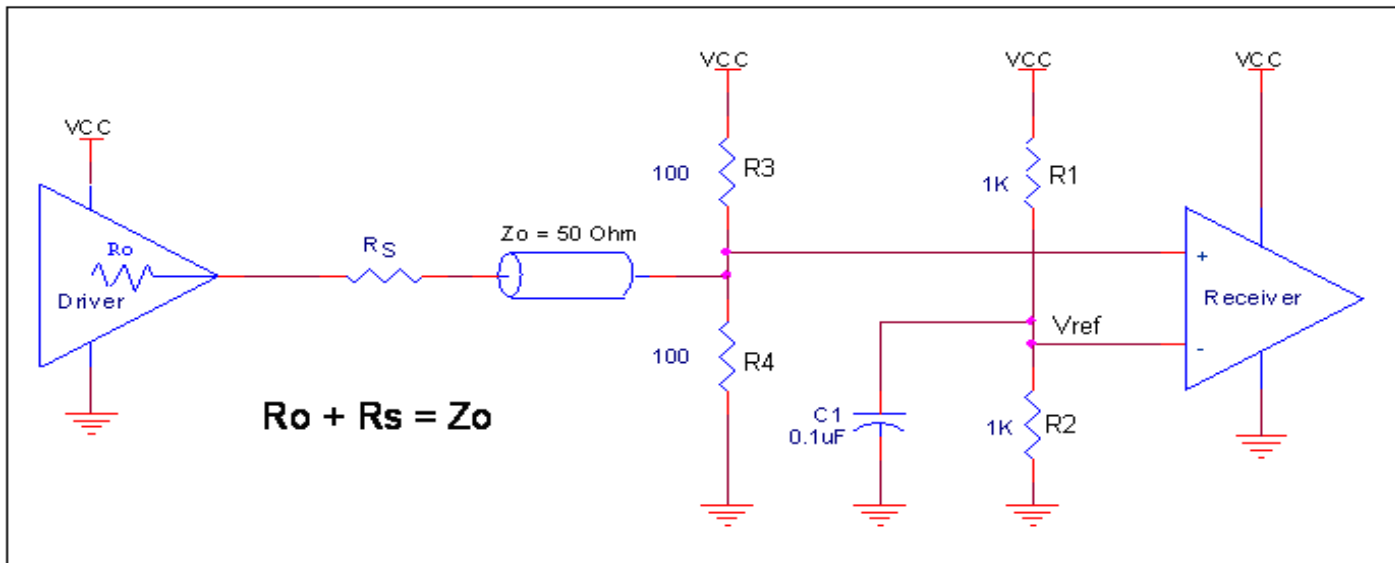 VCC
VCC
VCC
VCC
Ro
Driver
RS
Zo = 50 Ohm
100
R3
1K
R1
+
Receiver
Vref
-
100
R4
Ro + Rs = Zo
C1
0.1uF
1K
R2